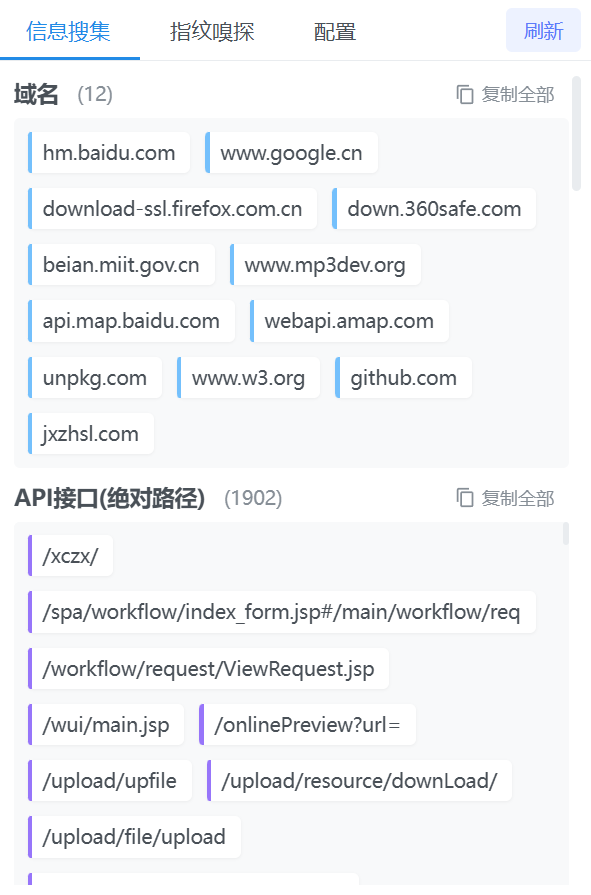 信息搜集 指纹嗅探 配置 刷新
域名 (12) 复制全部
hm.baidu.com www.google.cn
download-ssl.firefox.com.cn down.360safe.com
beian.miit.gov.cn www.mp3dev.org
api.map.baidu.com webapi.amap.com
unpkg.com www.w3.org github.com
jxzhsl.com
API接口(绝对路径) (1902) 复制全部
/xczx/
/spa/workflow/index_form.jsp#/main/workflow/req
/workflow/request/ViewRequest.jsp
/wui/main.jsp /onlinePreview?url=
/upload/upfile /upload/resource/downLoad/
/upload/file/upload